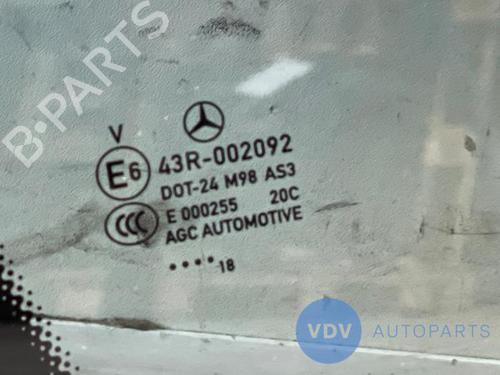 B-PARTS
V
E6 43R-002092
DOT-24 M98 AS3
CCC E 000255 20C
AGC AUTOMOTIVE
•••• 18
VDV AUTOPARTS